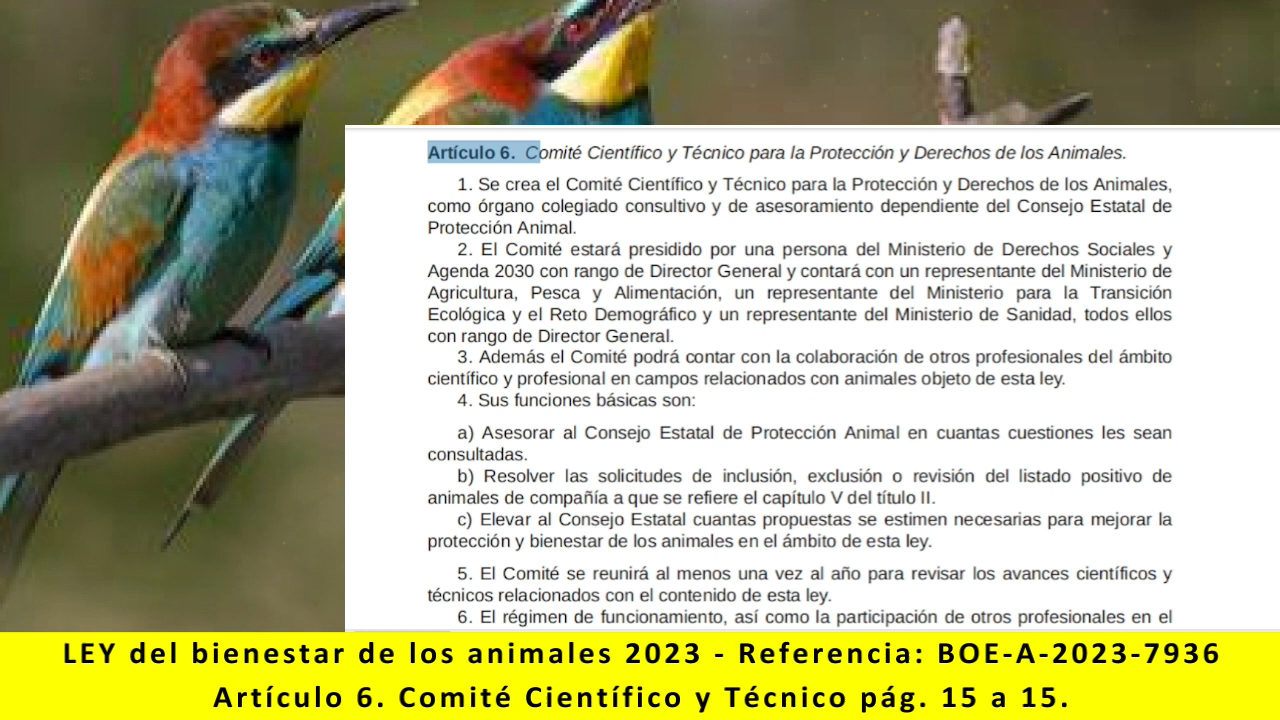 Artículo 6. Comité Científico y Técnico para la Protección y Derechos de los Animales.
1. Se crea el Comité Científico y Técnico para la Protección y Derechos de los Animales,
como órgano colegiado consultivo y de asesoramiento dependiente del Consejo Estatal de
Protección Animal.
2. El Comité estará presidido por una persona del Ministerio de Derechos Sociales y
Agenda 2030 con rango de Director General y contará con un representante del Ministerio de
Agricultura, Pesca y Alimentación, un representante del Ministerio para la Transición
Ecológica y el Reto Demográfico y un representante del Ministerio de Sanidad, todos ellos
con rango de Director General.
3. Además el Comité podrá contar con la colaboración de otros profesionales del ámbito
científico y profesional en campos relacionados con animales objeto de esta ley.
4. Sus funciones básicas son:
a) Asesorar al Consejo Estatal de Protección Animal en cuantas cuestiones les sean
consultadas.
b) Resolver las solicitudes de inclusión, exclusión o revisión del listado positivo de
animales de compañía a que se refiere el capítulo V del título II.
c) Elevar al Consejo Estatal cuantas propuestas se estimen necesarias para mejorar la
protección y bienestar de los animales en el ámbito de esta ley.
5. El Comité se reunirá al menos una vez al año para revisar los avances científicos y
técnicos relacionados con el contenido de esta ley.
6. El régimen de funcionamiento, así como la participación de otros profesionales en el
LEY del bienestar de los animales 2023 - Referencia: BOE-A-2023-7936
Artículo 6. Comité Científico y Técnico pág. 15 a 15.